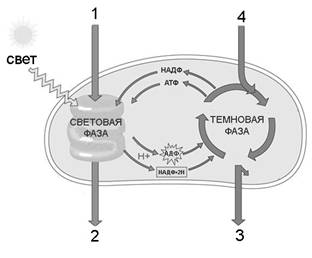 1
4
СВЕТ
НАДФ
АТФ
СВЕТОВАЯ
ФАЗА
ТЕМНОВАЯ
ФАЗА
H+
АДФ
НАДФ•2Н
2
3